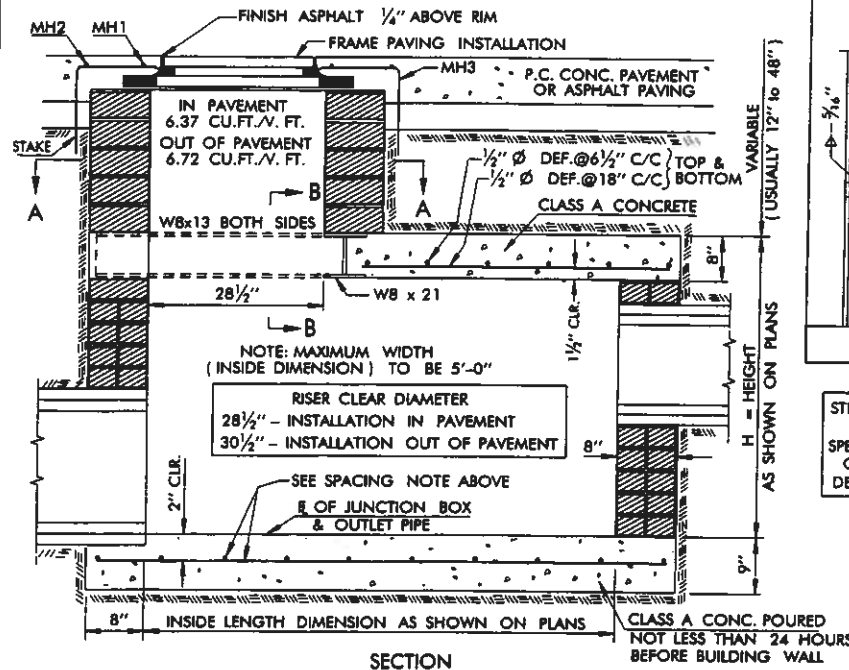 FINISH ASPHALT 1/4" ABOVE RIM
MH2
MH1
FRAME PAVING INSTALLATION
MH3
P.C. CONC. PAVEMENT
OR ASPHALT PAVING
IN PAVEMENT
6.37 CU.FT./V. FT.
OUT OF PAVEMENT
6.72 CU.FT./V. FT.
STAKE
A
B
A
1/2" Ø DEF.@6 1/2" C/C
1/2" Ø DEF.@18" C/C
TOP &
BOTTOM
CLASS A CONCRETE
VARIABLE
( USUALLY 12" to 48" )
5/16"
W8x13 BOTH SIDES
8"
28 1/2"
W8 x 21
B
1 1/2" CLR.
NOTE: MAXIMUM WIDTH
( INSIDE DIMENSION ) TO BE 5'-0"
RISER CLEAR DIAMETER
28 1/2" – INSTALLATION IN PAVEMENT
30 1/2" – INSTALLATION OUT OF PAVEMENT
H = HEIGHT
AS SHOWN ON PLANS
8"
2" CLR.
SEE SPACING NOTE ABOVE
OF JUNCTION BOX
& OUTLET PIPE
9"
8"
INSIDE LENGTH DIMENSION AS SHOWN ON PLANS
CLASS A CONC. POURED
NOT LESS THAN 24 HOURS
BEFORE BUILDING WALL
SECTION